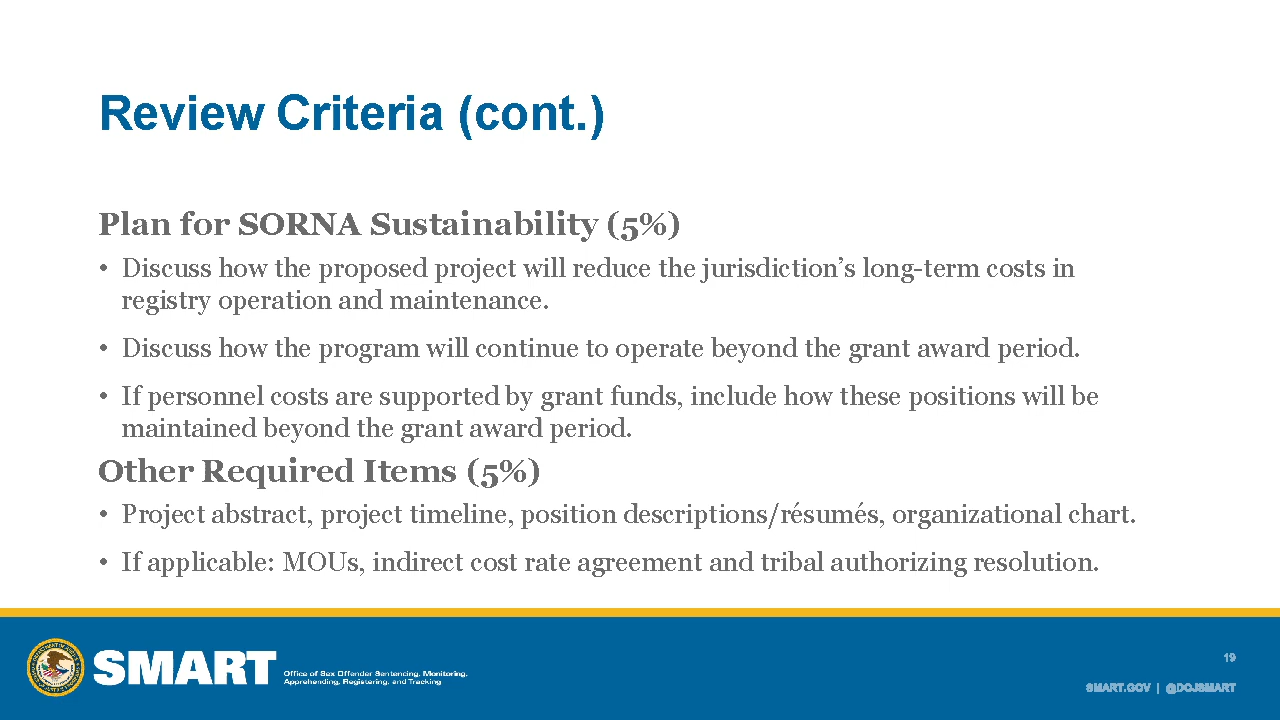 Review Criteria (cont.)
Plan for SORNA Sustainability (5%)
• Discuss how the proposed project will reduce the jurisdiction’s long-term costs in
registry operation and maintenance.
• Discuss how the program will continue to operate beyond the grant award period.
• If personnel costs are supported by grant funds, include how these positions will be
maintained beyond the grant award period.
Other Required Items (5%)
• Project abstract, project timeline, position descriptions/résumés, organizational chart.
• If applicable: MOUs, indirect cost rate agreement and tribal authorizing resolution.
SMART
Office of Sex Offender Sentencing, Monitoring,
Apprehending, Registering, and Tracking
19
SMART.GOV | @DOJSMART